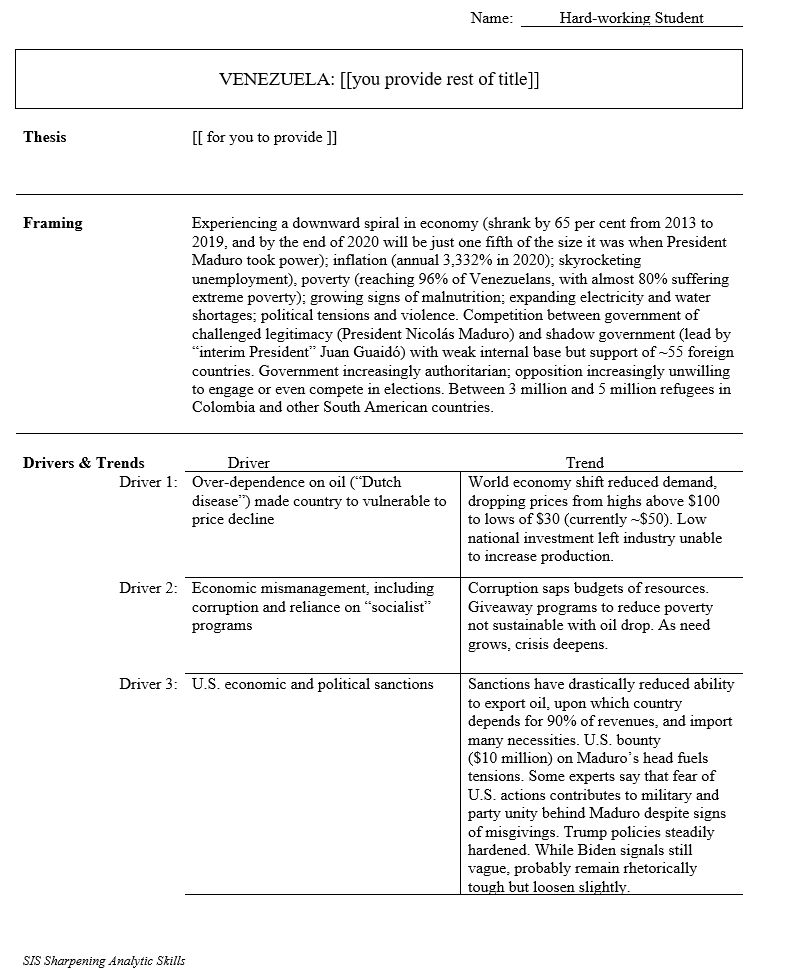 Name: Hard-working Student
VENEZUELA: [[you provide rest of title]]
Thesis [[ for you to provide ]]
Framing Experiencing a downward spiral in economy (shrank by 65 per cent from 2013 to
2019, and by the end of 2020 will be just one fifth of the size it was when President
Maduro took power); inflation (annual 3,332% in 2020); skyrocketing
unemployment), poverty (reaching 96% of Venezuelans, with almost 80% suffering
extreme poverty); growing signs of malnutrition; expanding electricity and water
shortages; political tensions and violence. Competition between government of
challenged legitimacy (President Nicolás Maduro) and shadow government (lead by
“interim President” Juan Guaidó) with weak internal base but support of ~55 foreign
countries. Government increasingly authoritarian; opposition increasingly unwilling
to engage or even compete in elections. Between 3 million and 5 million refugees in
Colombia and other South American countries.
Drivers & Trends Driver Trend
Driver 1: Over-dependence on oil (“Dutch
disease”) made country to vulnerable to
price decline
World economy shift reduced demand,
dropping prices from highs above $100
to lows of $30 (currently ~$50). Low
national investment left industry unable
to increase production.
Driver 2: Economic mismanagement, including
corruption and reliance on “socialist”
programs
Corruption saps budgets of resources.
Giveaway programs to reduce poverty
not sustainable with oil drop. As need
grows, crisis deepens.
Driver 3: U.S. economic and political sanctions
Sanctions have drastically reduced ability
to export oil, upon which country
depends for 90% of revenues, and import
many necessities. U.S. bounty
($10 million) on Maduro’s head fuels
tensions. Some experts say that fear of
U.S. actions contributes to military and
party unity behind Maduro despite signs
of misgivings. Trump policies steadily
hardened. While Biden signals still
vague, probably remain rhetorically
tough but loosen slightly.
SIS Sharpening Analytic Skills